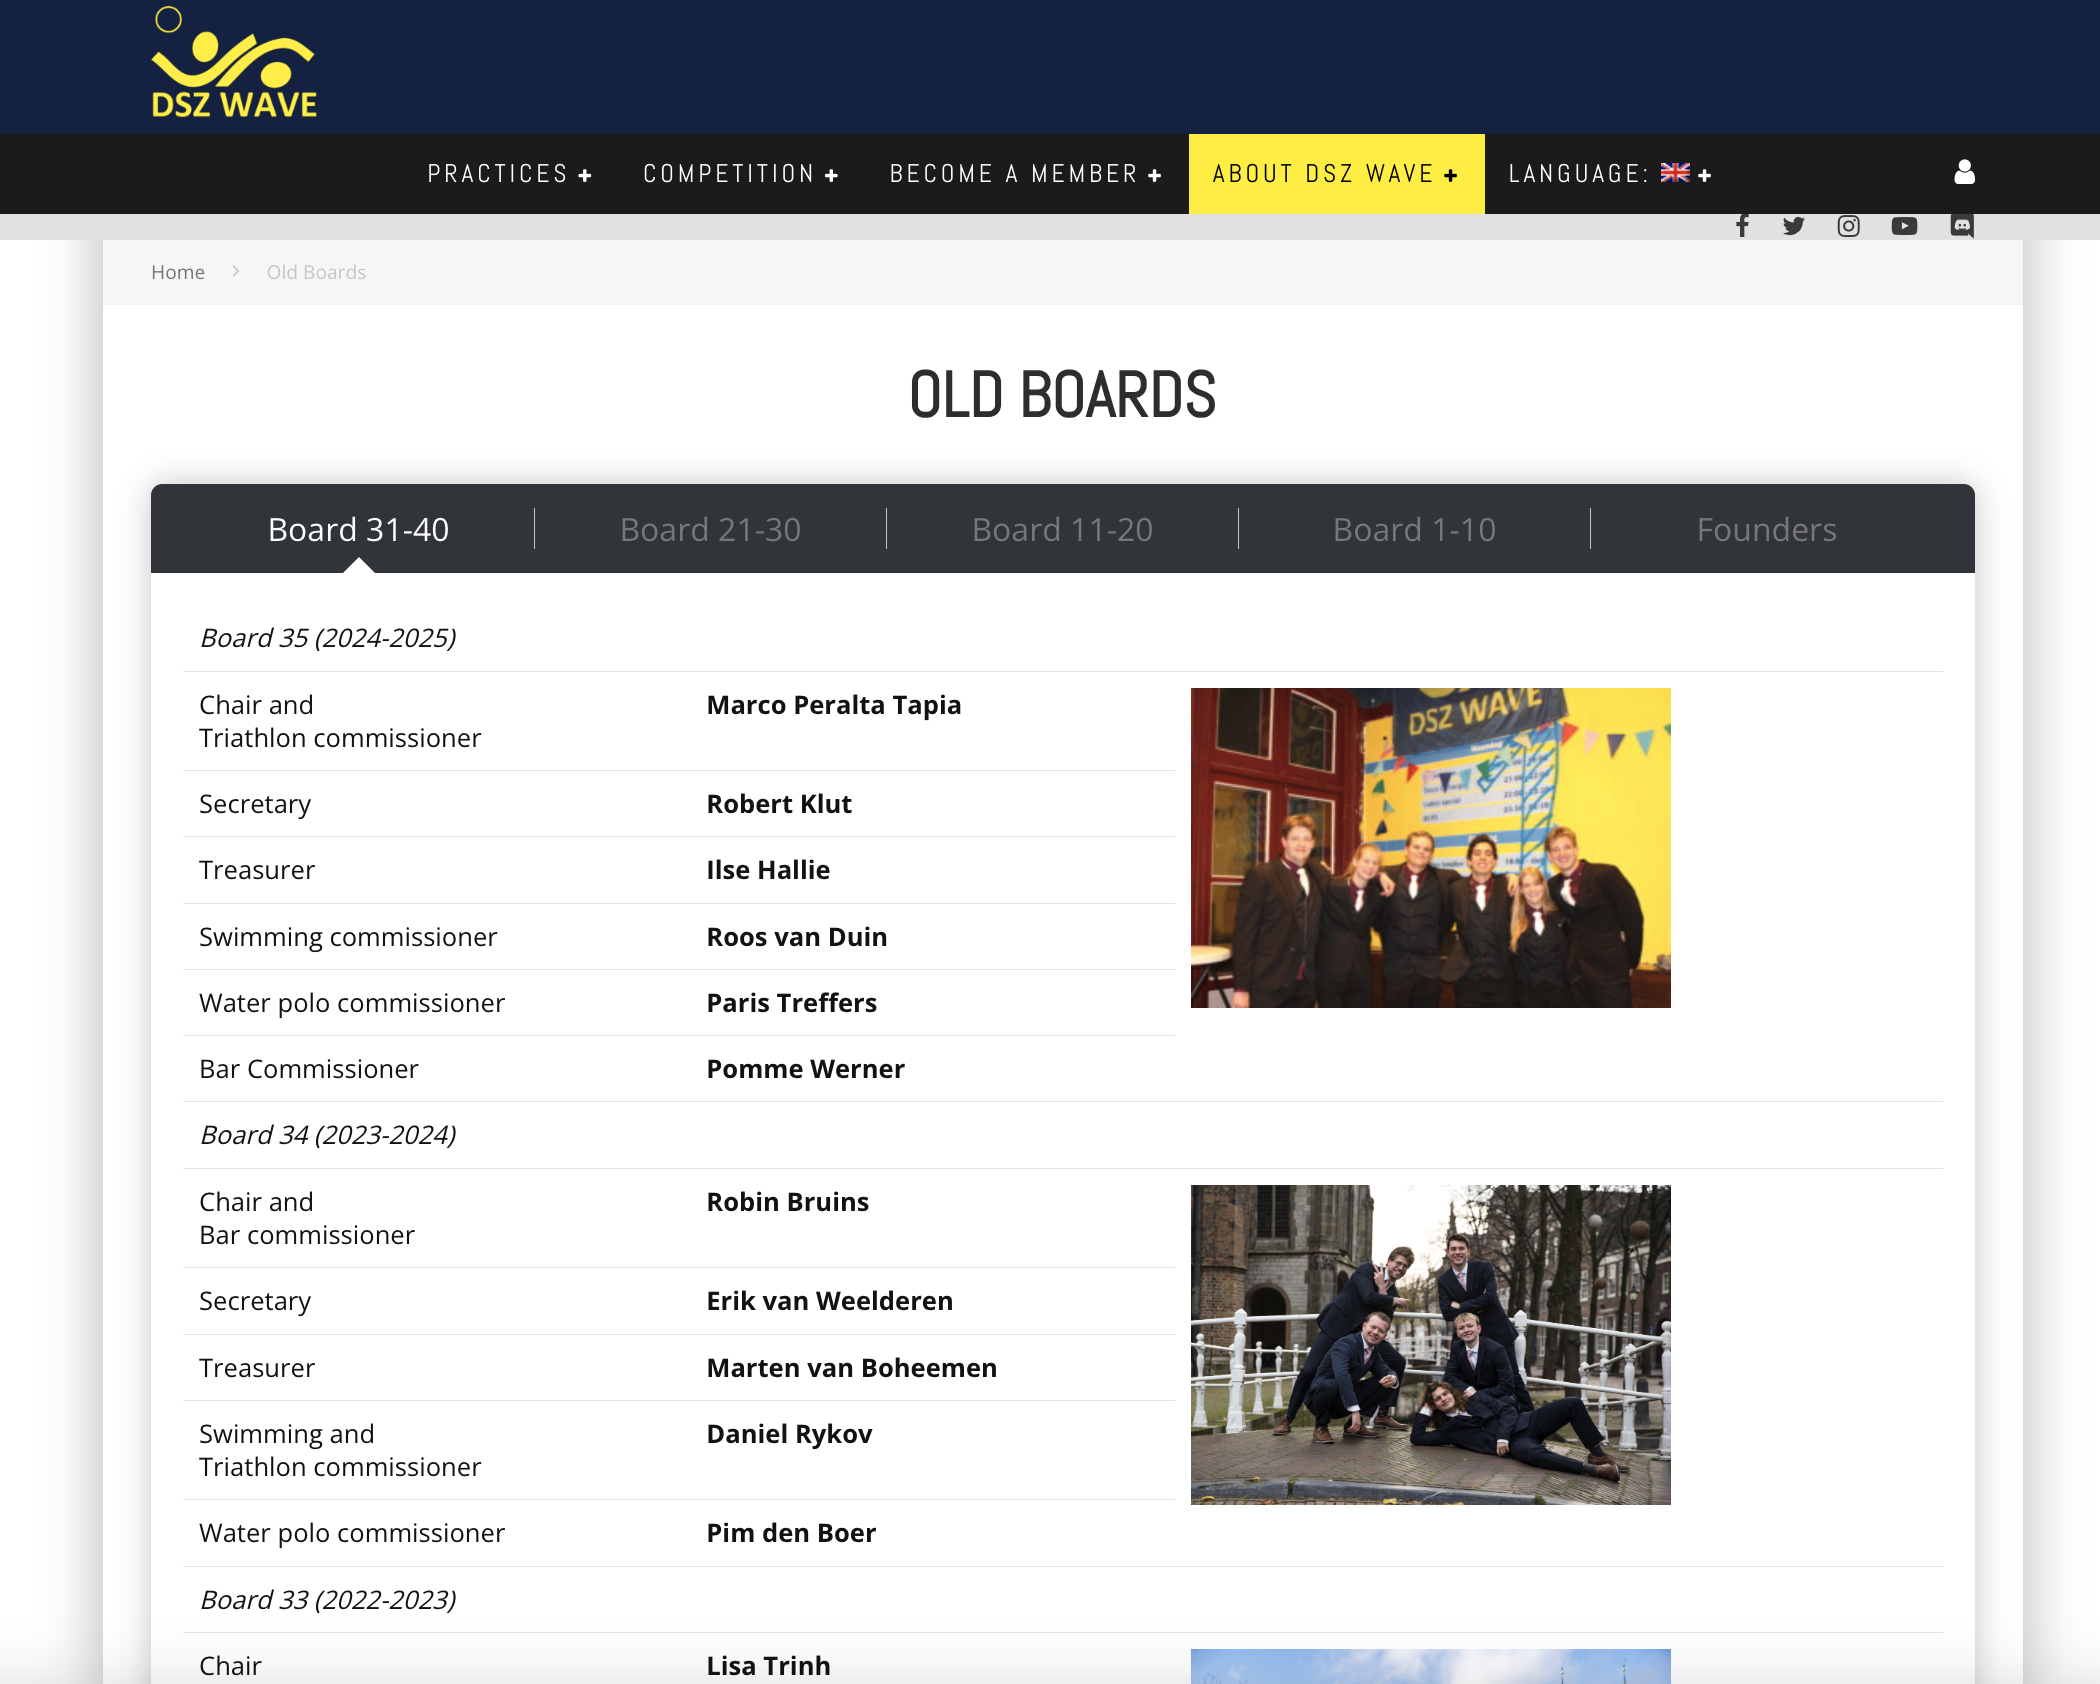 DSZ WAVE
PRACTICES +
COMPETITION +
BECOME A MEMBER +
ABOUT DSZ WAVE +
LANGUAGE: +
Home > Old Boards
OLD BOARDS
Board 31-40
Board 21-30
Board 11-20
Board 1-10
Founders
Board 35 (2024-2025)
Chair and
Triathlon commissioner
Marco Peralta Tapia
DSZ WAVE
Secretary
Robert Klut
Treasurer
Ilse Hallie
Swimming commissioner
Roos van Duin
Water polo commissioner
Paris Treffers
Bar Commissioner
Pomme Werner
Board 34 (2023-2024)
Chair and
Bar commissioner
Robin Bruins
Secretary
Erik van Weelderen
Treasurer
Marten van Boheemen
Swimming and
Triathlon commissioner
Daniel Rykov
Water polo commissioner
Pim den Boer
Board 33 (2022-2023)
Chair
Lisa Trinh